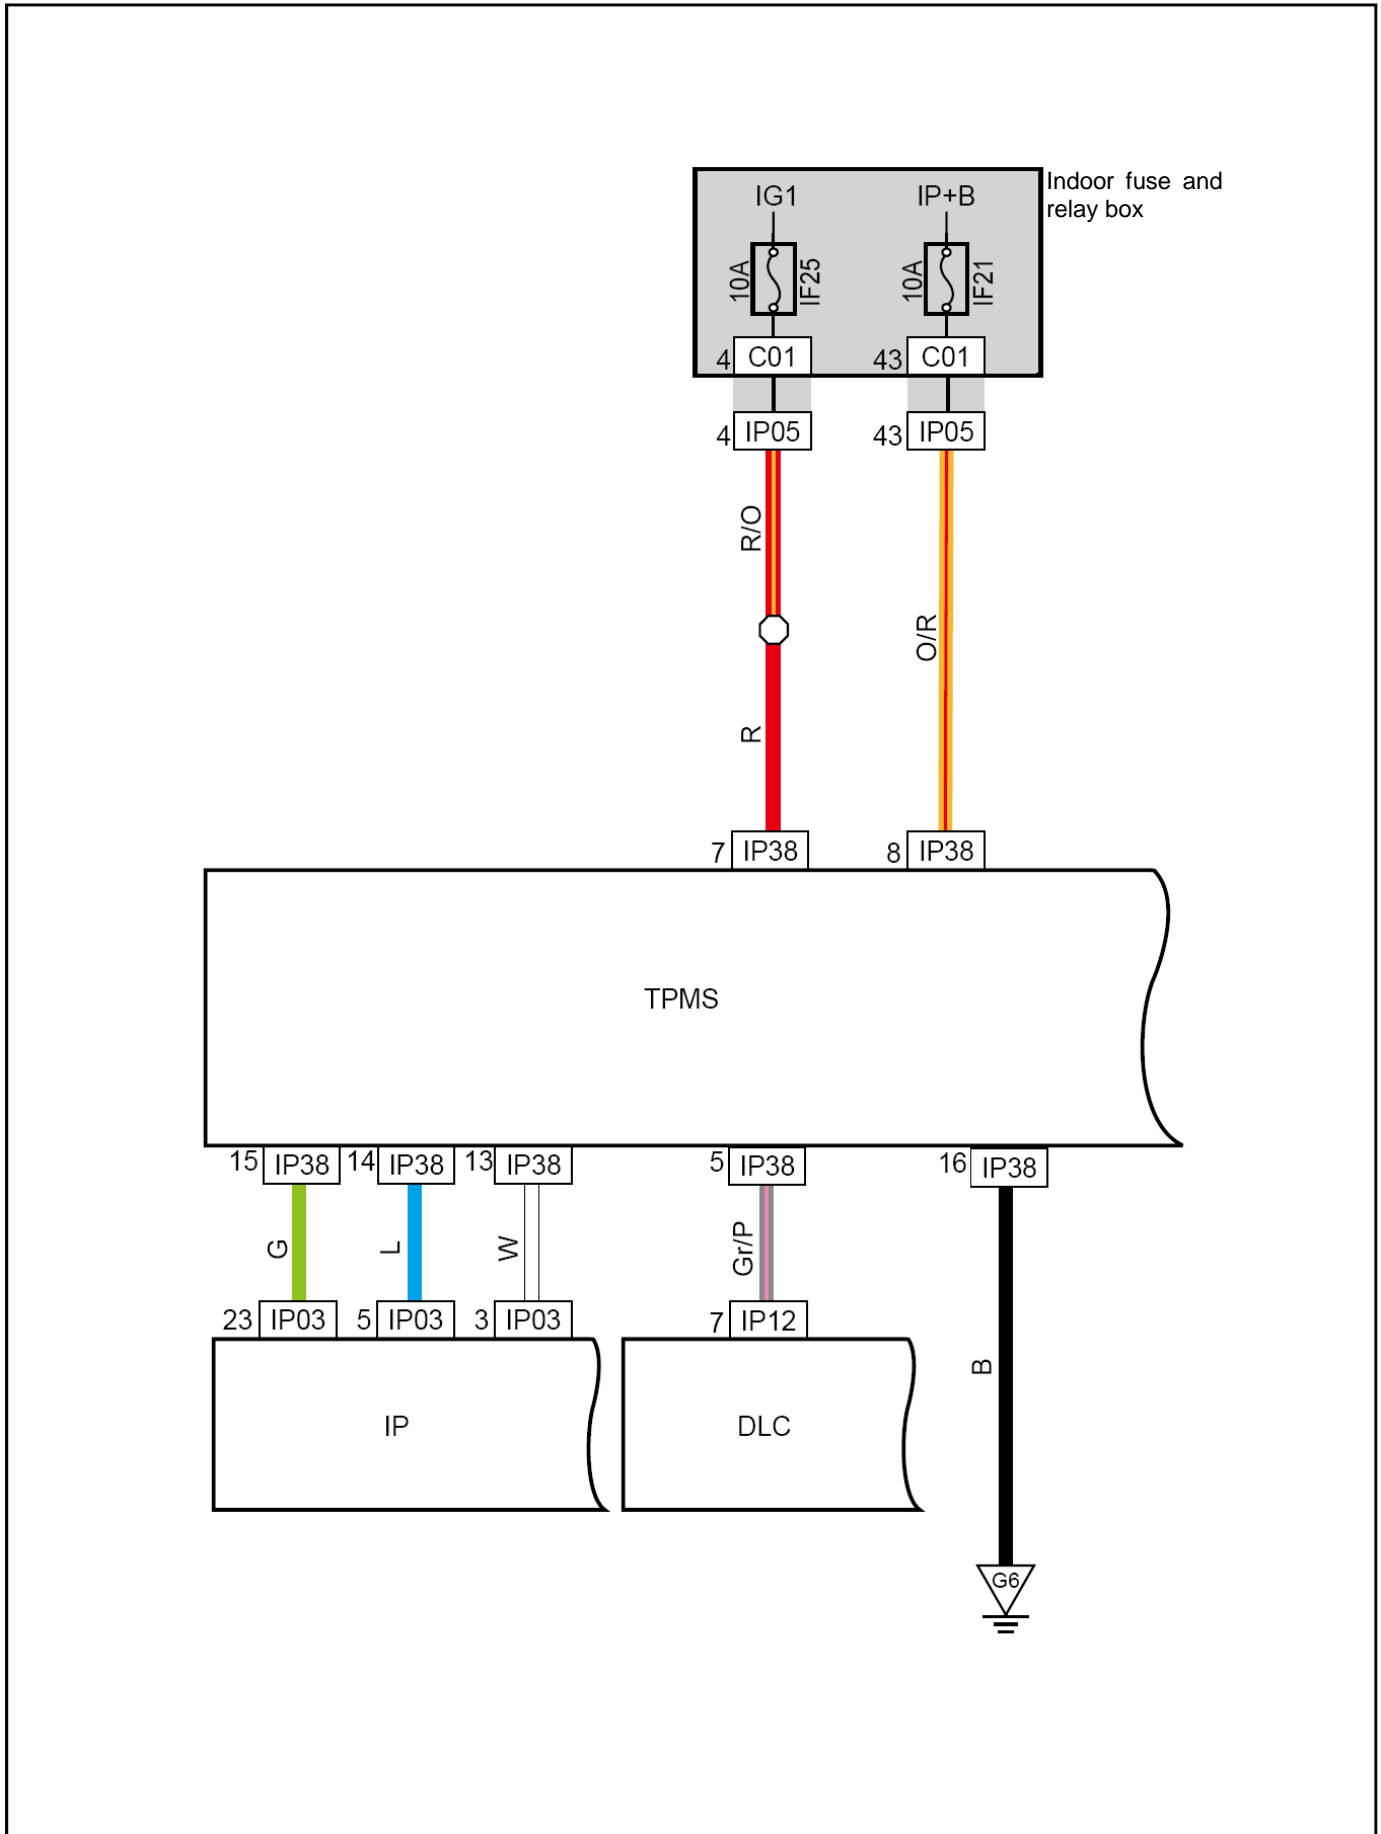 Indoor fuse and
relay box
IG1 IP+B
10A IF25 10A IF21
4 C01 43 C01
4 IP05 43 IP05
R/O
O/R
R
7 IP38 8 IP38
TPMS
15 IP38 14 IP38 13 IP38 5 IP38 16 IP38
G L W Gr/P
23 IP03 5 IP03 3 IP03 7 IP12
B
IP DLC
G6